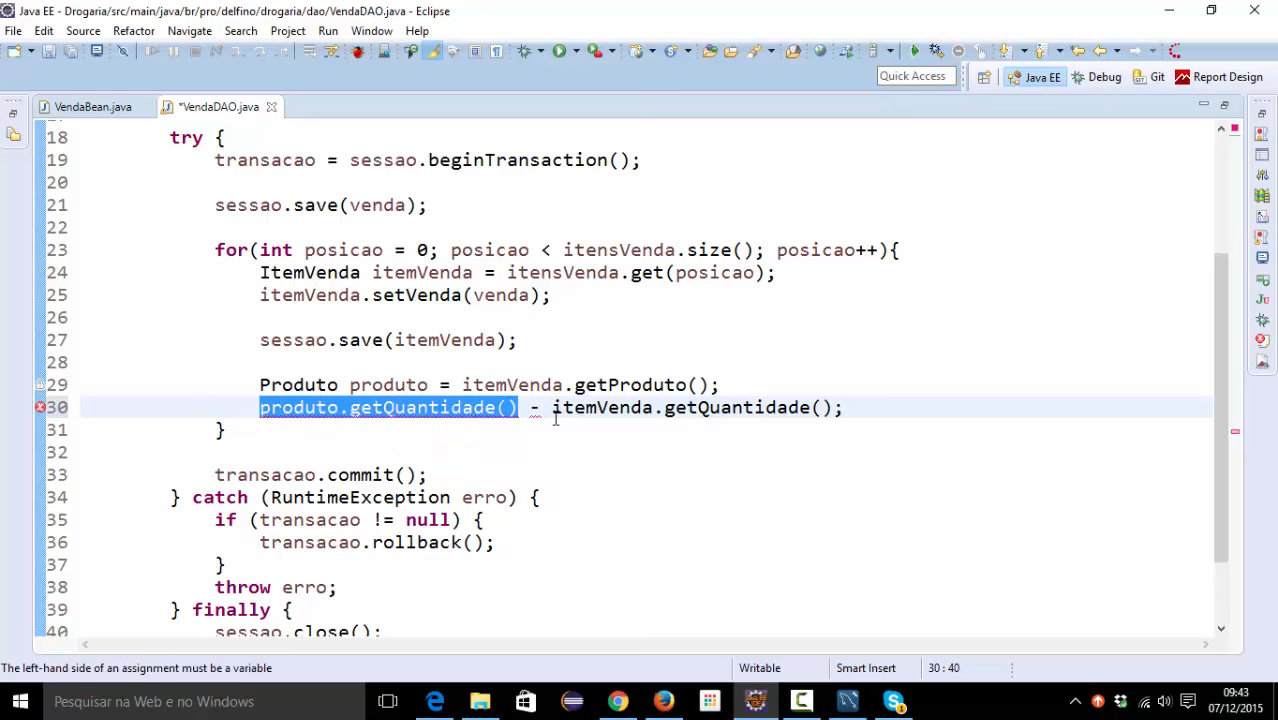 Java EE - Drogaria/src/main/java/br/pro/delfino/drogaria/dao/VendaDAO.java - Eclipse
File Edit Source Refactor Navigate Search Project Run Window Help
Quick Access Java EE Debug Git Report Design
VendaBean.java *VendaDAO.java
18 try {
19 transacao = sessao.beginTransaction();
20
21 sessao.save(venda);
22
23 for(int posicao = 0; posicao < itensVenda.size(); posicao++){
24 ItemVenda itemVenda = itensVenda.get(posicao);
25 itemVenda.setVenda(venda);
26
27 sessao.save(itemVenda);
28
29 Produto produto = itemVenda.getProduto();
30 produto.getQuantidade() - itemVenda.getQuantidade();
31 }
32
33 transacao.commit();
34 } catch (RuntimeException erro) {
35 if (transacao != null) {
36 transacao.rollback();
37 }
38 throw erro;
39 } finally {
40 sessao.close();
The left-hand side of an assignment must be a variable Writable Smart Insert 30 : 40
Pesquisar na Web e no Windows
09:43
07/12/2015